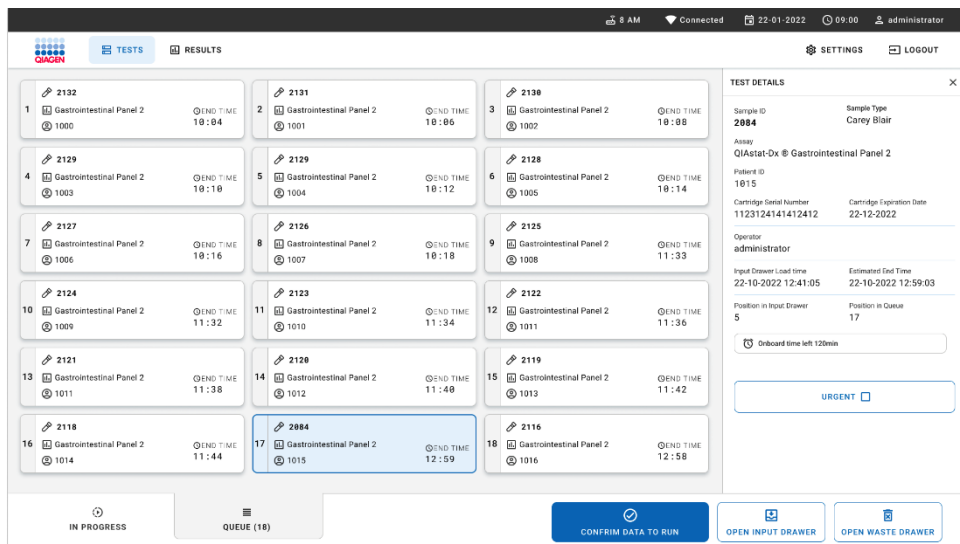 8 AM Connected 22-01-2022 09:00 administrator
QIAGEN TESTS RESULTS SETTINGS LOGOUT
1 2132 Gastrointestinal Panel 2 1000 END TIME 10:04
2 2131 Gastrointestinal Panel 2 1001 END TIME 10:06
3 2130 Gastrointestinal Panel 2 1002 END TIME 10:08
4 2129 Gastrointestinal Panel 2 1003 END TIME 10:10
5 2129 Gastrointestinal Panel 2 1004 END TIME 10:12
6 2128 Gastrointestinal Panel 2 1005 END TIME 10:14
7 2127 Gastrointestinal Panel 2 1006 END TIME 10:16
8 2126 Gastrointestinal Panel 2 1007 END TIME 10:18
9 2125 Gastrointestinal Panel 2 1008 END TIME 11:33
10 2124 Gastrointestinal Panel 2 1009 END TIME 11:32
11 2123 Gastrointestinal Panel 2 1010 END TIME 11:34
12 2122 Gastrointestinal Panel 2 1011 END TIME 11:36
13 2121 Gastrointestinal Panel 2 1011 END TIME 11:38
14 2120 Gastrointestinal Panel 2 1012 END TIME 11:40
15 2119 Gastrointestinal Panel 2 1013 END TIME 11:42
16 2118 Gastrointestinal Panel 2 1014 END TIME 11:44
17 2084 Gastrointestinal Panel 2 1015 END TIME 12:59
18 2116 Gastrointestinal Panel 2 1016 END TIME 12:58
TEST DETAILS
Sample ID Sample Type
2084 Carey Blair
Assay
QIAstat-Dx ® Gastrointestinal Panel 2
Patient ID
1015
Cartridge Serial Number Cartridge Expiration Date
1123124141412412 22-12-2022
Operator
administrator
Input Drawer Load time Estimated End Time
22-10-2022 12:41:05 22-10-2022 12:59:03
Position in Input Drawer Position in Queue
5 17
Onboard time left 120min
URGENT
IN PROGRESS QUEUE (18) CONFRIM DATA TO RUN OPEN INPUT DRAWER OPEN WASTE DRAWER